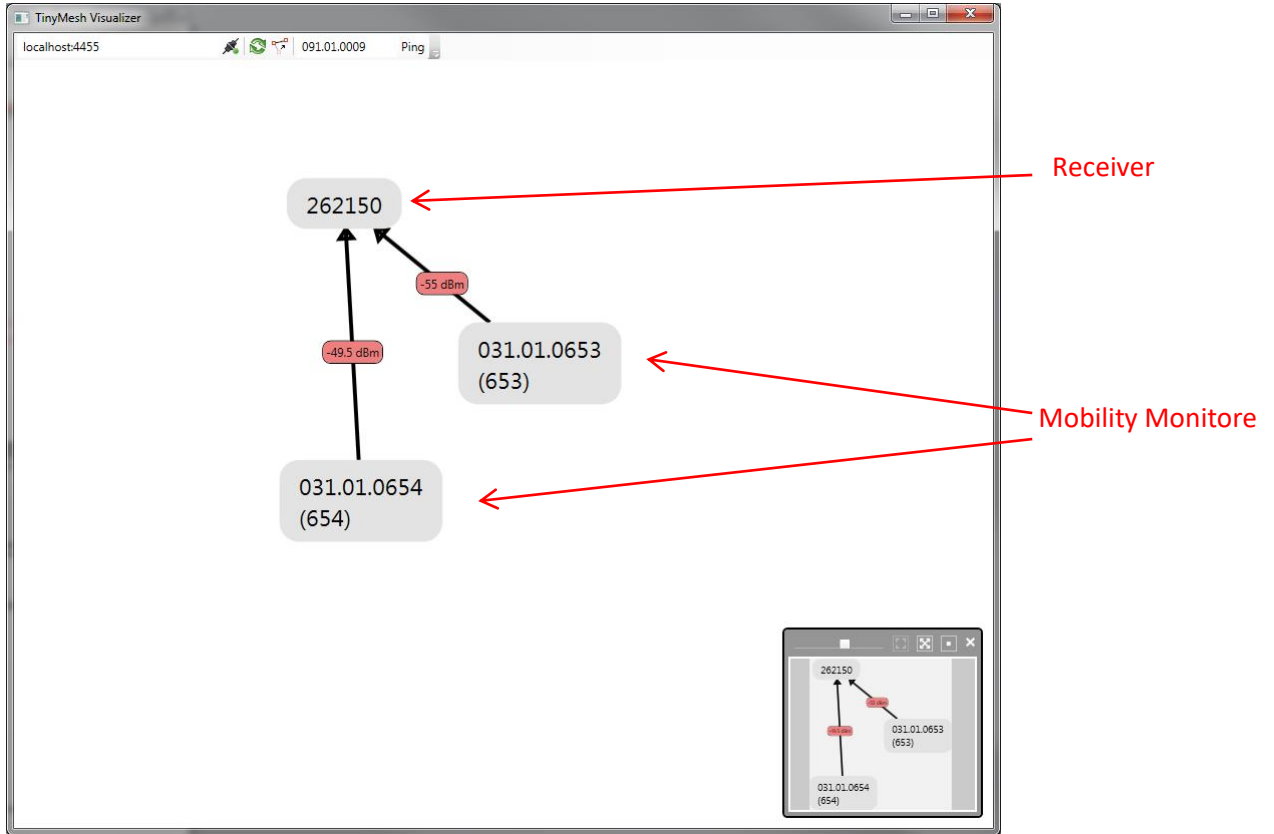 TinyMesh Visualizer
localhost:4455 091.01.0009 Ping
Receiver
262150
-55 dBm
-49.5 dBm
031.01.0653
(653)
Mobility Monitore
031.01.0654
(654)
262150
031.01.0653
(653)
031.01.0654
(654)